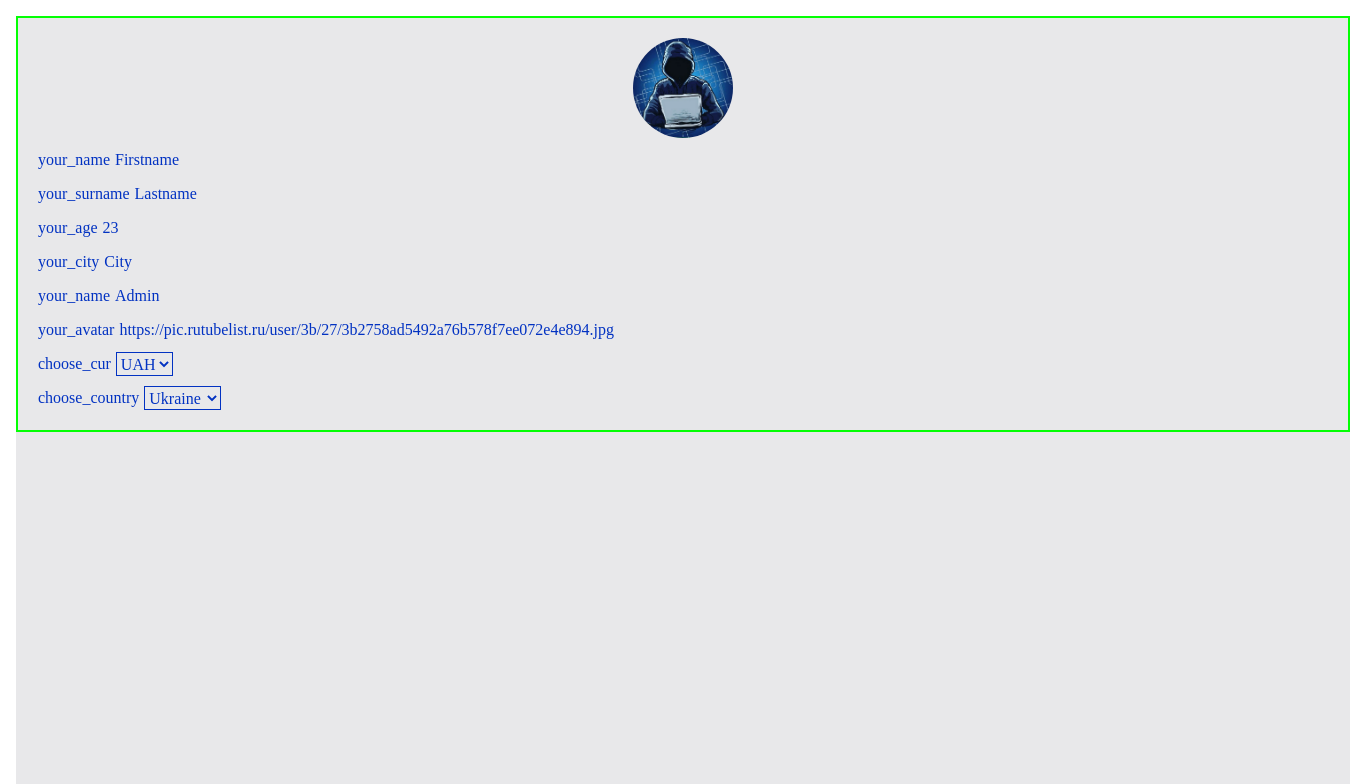 your_name Firstname
your_surname Lastname
your_age 23
your_city City
your_name Admin
your_avatar https://pic.rutubelist.ru/user/3b/27/3b2758ad5492a76b578f7ee072e4e894.jpg
choose_cur UAH
choose_country Ukraine